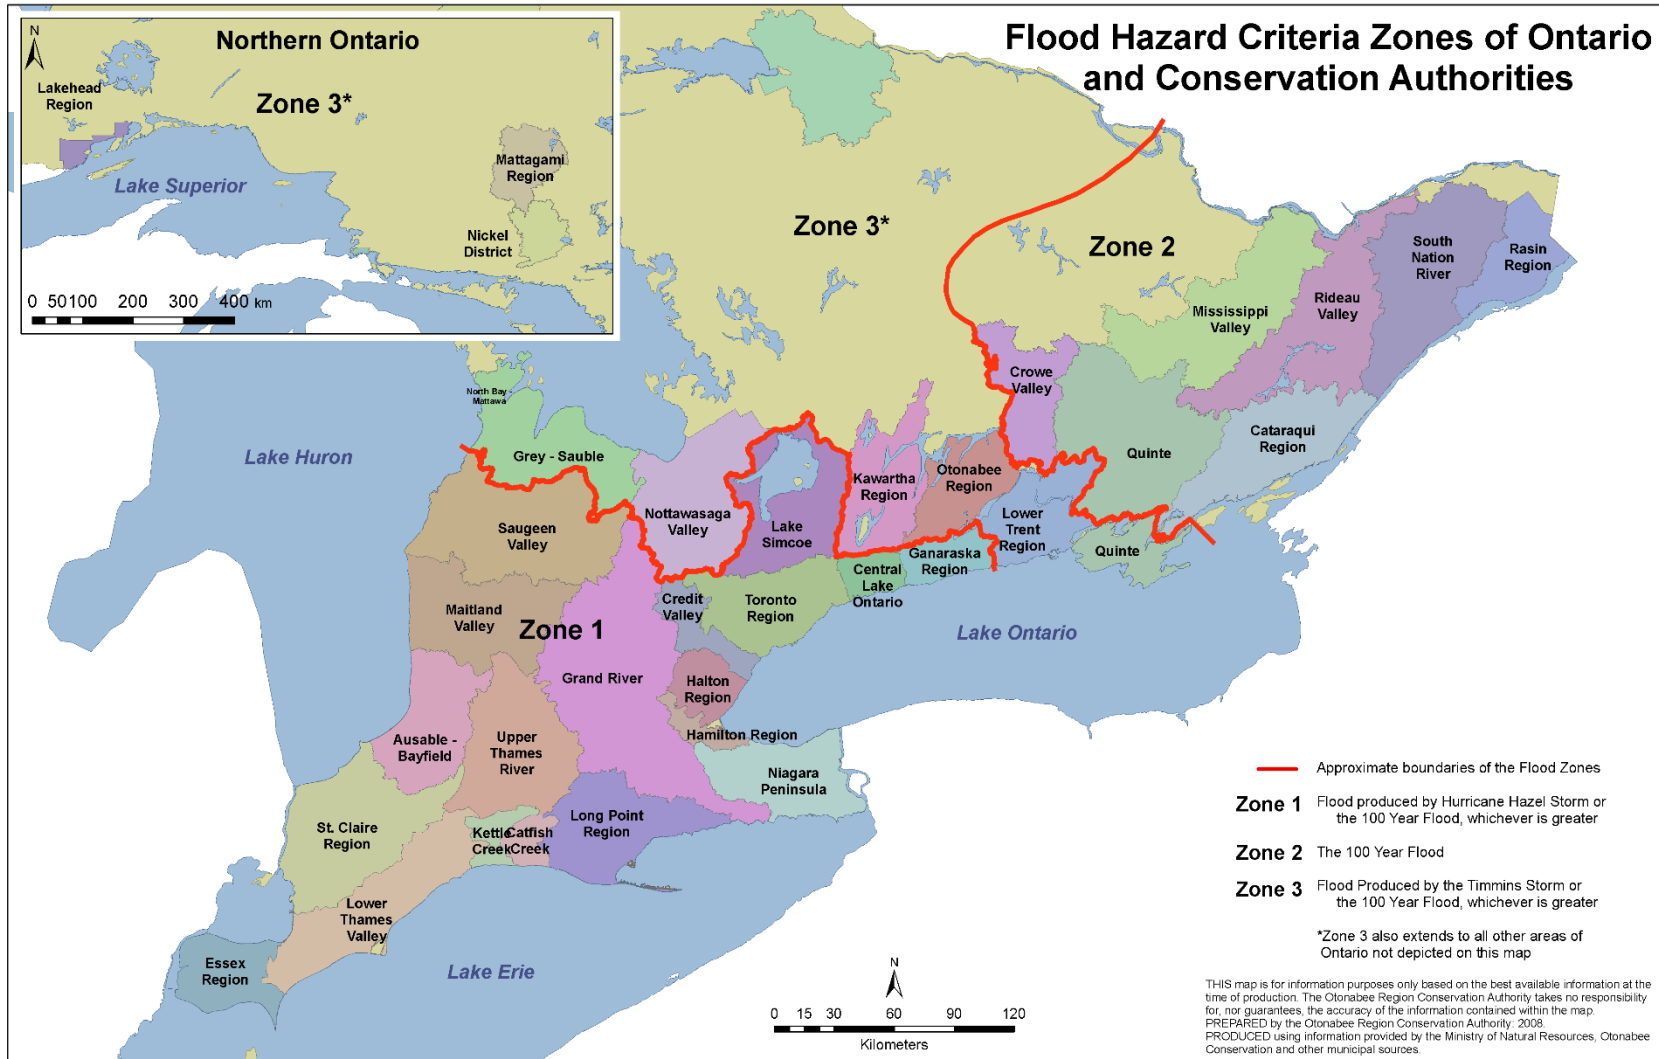 Flood Hazard Criteria Zones of Ontario
and Conservation Authorities
N
Northern Ontario
Lakehead
Region
Zone 3*
Mattagami
Region
Lake Superior
Nickel
District
0 50 100 200 300 400 km
Zone 3*
Zone 2
South
Nation
River
Rasin
Region
Rideau
Valley
Mississippi
Valley
Crowe
Valley
North Bay -
Mattawa
Grey - Sauble
Lake Huron
Cataraqui
Region
Quinte
Otonabee
Region
Kawartha
Region
Nottawasaga
Valley
Lake
Simcoe
Lower
Trent
Region
Saugeen
Valley
Quinte
Ganaraska
Region
Central
Lake
Ontario
Credit
Valley
Toronto
Region
Maitland
Valley
Zone 1
Lake Ontario
Grand River
Halton
Region
Hamilton Region
Ausable -
Bayfield
Upper
Thames
River
Niagara
Peninsula
Long Point
Region
St. Claire
Region
Kettle
Creek
Catfish
Creek
Lower
Thames
Valley
Essex
Region
Lake Erie
Approximate boundaries of the Flood Zones
Zone 1 Flood produced by Hurricane Hazel Storm or
the 100 Year Flood, whichever is greater
Zone 2 The 100 Year Flood
Zone 3 Flood Produced by the Timmins Storm or
the 100 Year Flood, whichever is greater
*Zone 3 also extends to all other areas of
Ontario not depicted on this map
N
0 15 30 60 90 120
Kilometers
THIS map is for information purposes only based on the best available information at the
time of production. The Otonabee Region Conservation Authority takes no responsibility
for, nor guarantees, the accuracy of the information contained within the map.
PREPARED by the Otonabee Region Conservation Authority: 2008.
PRODUCED using information provided by the Ministry of Natural Resources, Otonabee
Conservation and other municipal sources.